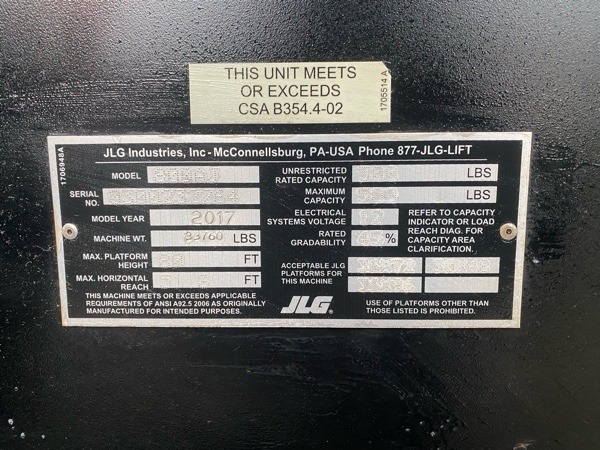 THIS UNIT MEETS
OR EXCEEDS
CSA B354.4-02
1705514 A
1706948A
JLG Industries, Inc - McConnellsburg, PA-USA Phone 877-JLG-LIFT
MODEL
SERIAL NO.
MODEL YEAR 2017
MACHINE WT. 33760 LBS
MAX. PLATFORM HEIGHT FT
MAX. HORIZONTAL REACH FT
THIS MACHINE MEETS OR EXCEEDS APPLICABLE
REQUIREMENTS OF ANSI A92.5 2006 AS ORIGINALLY
MANUFACTURED FOR INTENDED PURPOSES.
UNRESTRICTED RATED CAPACITY LBS
MAXIMUM CAPACITY LBS
ELECTRICAL SYSTEMS VOLTAGE 12
RATED GRADABILITY 45 %
REFER TO CAPACITY
INDICATOR OR LOAD
REACH DIAG. FOR
CAPACITY AREA
CLARIFICATION.
ACCEPTABLE JLG
PLATFORMS FOR
THIS MACHINE
JLG
USE OF PLATFORMS OTHER THAN
THOSE LISTED IS PROHIBITED.